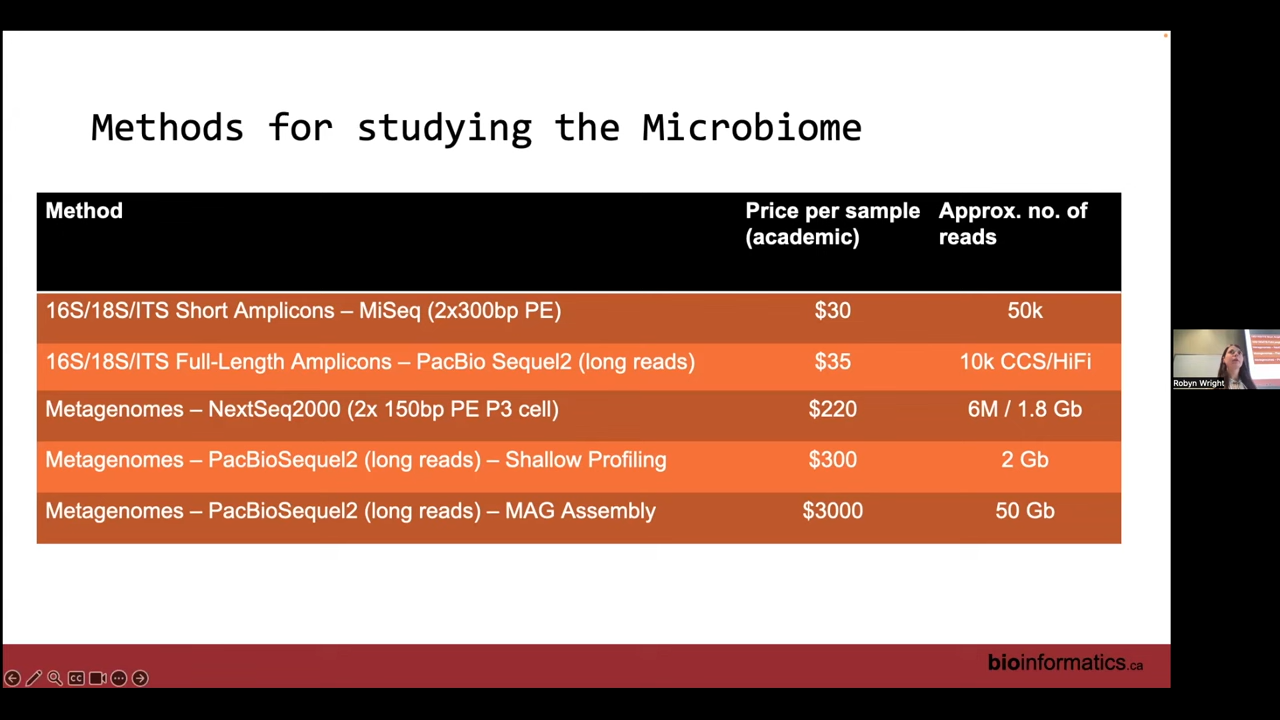 Methods for studying the Microbiome
Method
Price per sample
(academic)
Approx. no. of
reads
16S/18S/ITS Short Amplicons – MiSeq (2x300bp PE)
$30
50k
16S/18S/ITS Full-Length Amplicons – PacBio Sequel2 (long reads)
$35
10k CCS/HiFi
Metagenomes – NextSeq2000 (2x 150bp PE P3 cell)
$220
6M / 1.8 Gb
Metagenomes – PacBioSequel2 (long reads) – Shallow Profiling
$300
2 Gb
Metagenomes – PacBioSequel2 (long reads) – MAG Assembly
$3000
50 Gb
Robyn Wright
bioinformatics.ca
CC